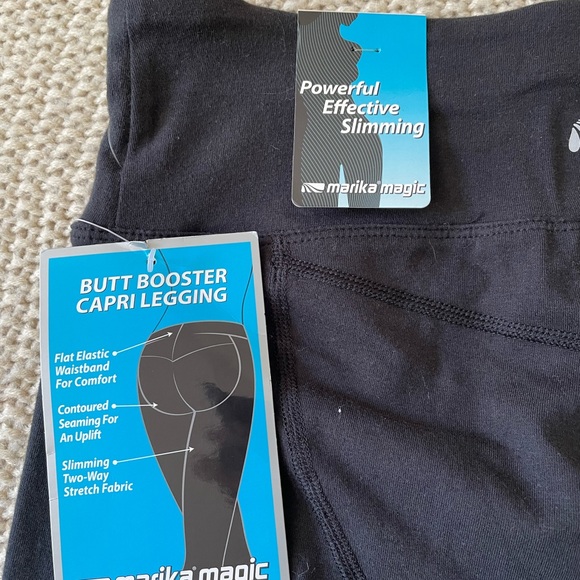 Powerful
Effective
Slimming
marika® magic
BUTT BOOSTER
CAPRI LEGGING
Flat Elastic
Waistband
For Comfort
Contoured
Seaming For
An Uplift
Slimming
Two-Way
Stretch Fabric
marika® magic